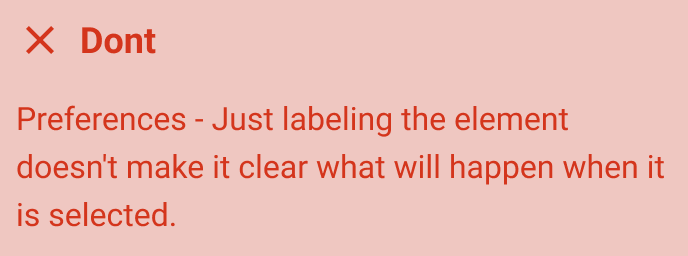 Dont
Preferences - Just labeling the element
doesn't make it clear what will happen when it
is selected.